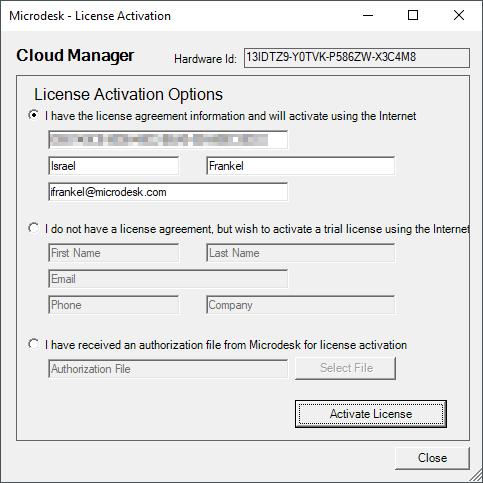 Microdesk - License Activation
Cloud Manager
Hardware Id: 13IDTZ9-Y0TVK-P586ZW-X3C4M8
License Activation Options
I have the license agreement information and will activate using the Internet
Israel Frankel
ifrankel@microdesk.com
I do not have a license agreement, but wish to activate a trial license using the Internet
First Name Last Name
Email
Phone Company
I have received an authorization file from Microdesk for license activation
Authorization File Select File
Activate License
Close